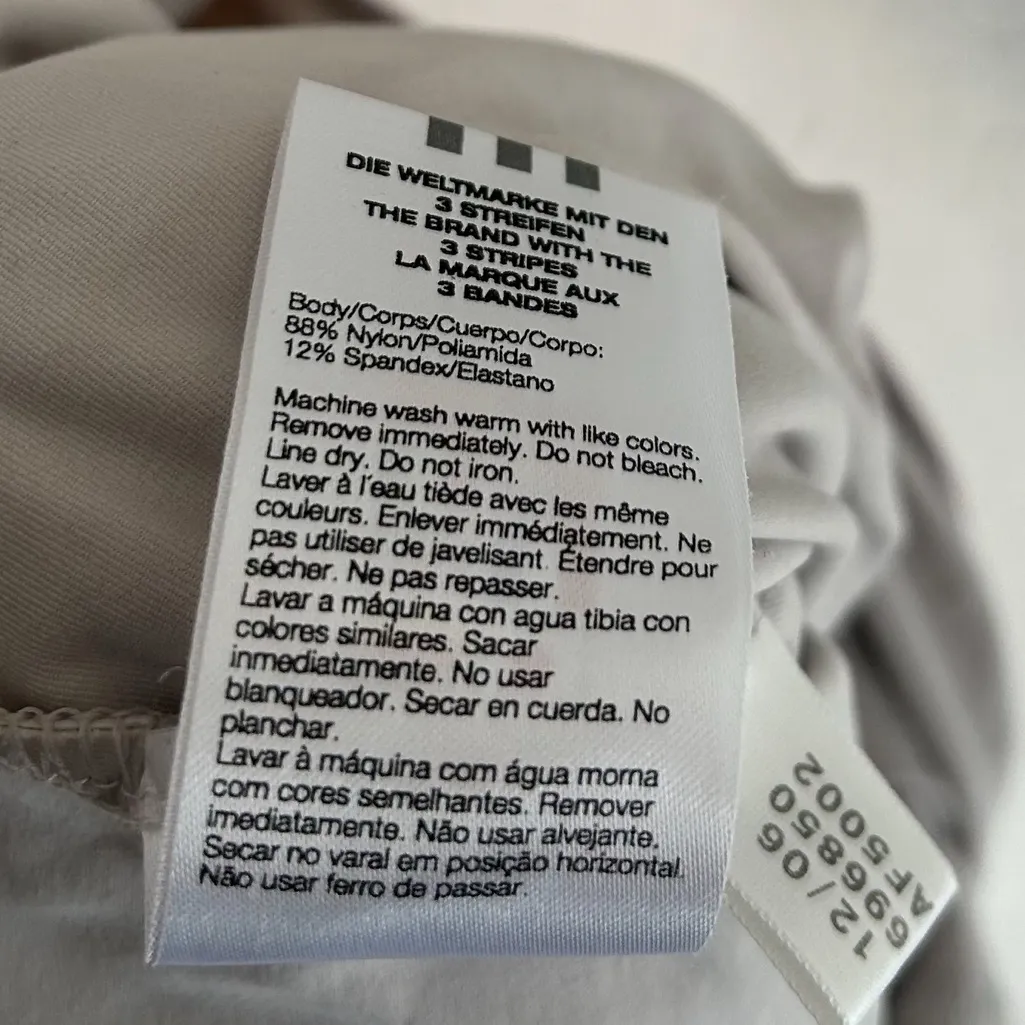 DIE WELTMARKE MIT DEN
3 STREIFEN
THE BRAND WITH THE
3 STRIPES
LA MARQUE AUX
3 BANDES
Body/Corps/Cuerpo/Corpo:
88% Nylon/Poliamida
12% Spandex/Elastano
Machine wash warm with like colors.
Remove immediately. Do not bleach.
Line dry. Do not iron.
Laver à l'eau tiède avec les même
couleurs. Enlever immédiatement. Ne
pas utiliser de javelisant. Étendre pour
sécher. Ne pas repasser.
Lavar a máquina con agua tibia con
colores similares. Sacar
inmediatamente. No usar
blanqueador. Secar en cuerda. No
planchar.
Lavar à máquina com água morna
com cores semelhantes. Remover
imediatamente. Não usar alvejante.
Secar no varal em posição horizontal.
Não usar ferro de passar.
12/06
696850
AF5002